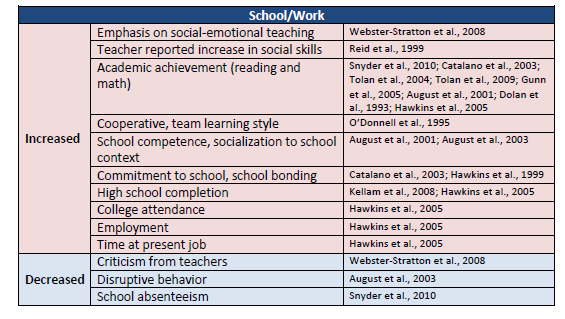 School/Work
Increased
Emphasis on social-emotional teaching
Webster-Stratton et al., 2008
Teacher reported increase in social skills
Reid et al., 1999
Academic achievement (reading and
math)
Snyder et al., 2010; Catalano et al., 2003;
Tolan et al., 2004; Tolan et al., 2009; Gunn
et al., 2005; August et al., 2001; Dolan et
al., 1993; Hawkins et al., 2005
Cooperative, team learning style
O’Donnell et al., 1995
School competence, socialization to school
context
August et al., 2001; August et al., 2003
Commitment to school, school bonding
Catalano et al., 2003; Hawkins et al., 1999
High school completion
Kellam et al., 2008; Hawkins et al., 2005
College attendance
Hawkins et al., 2005
Employment
Hawkins et al., 2005
Time at present job
Hawkins et al., 2005
Decreased
Criticism from teachers
Webster-Stratton et al., 2008
Disruptive behavior
August et al., 2003
School absenteeism
Snyder et al., 2010